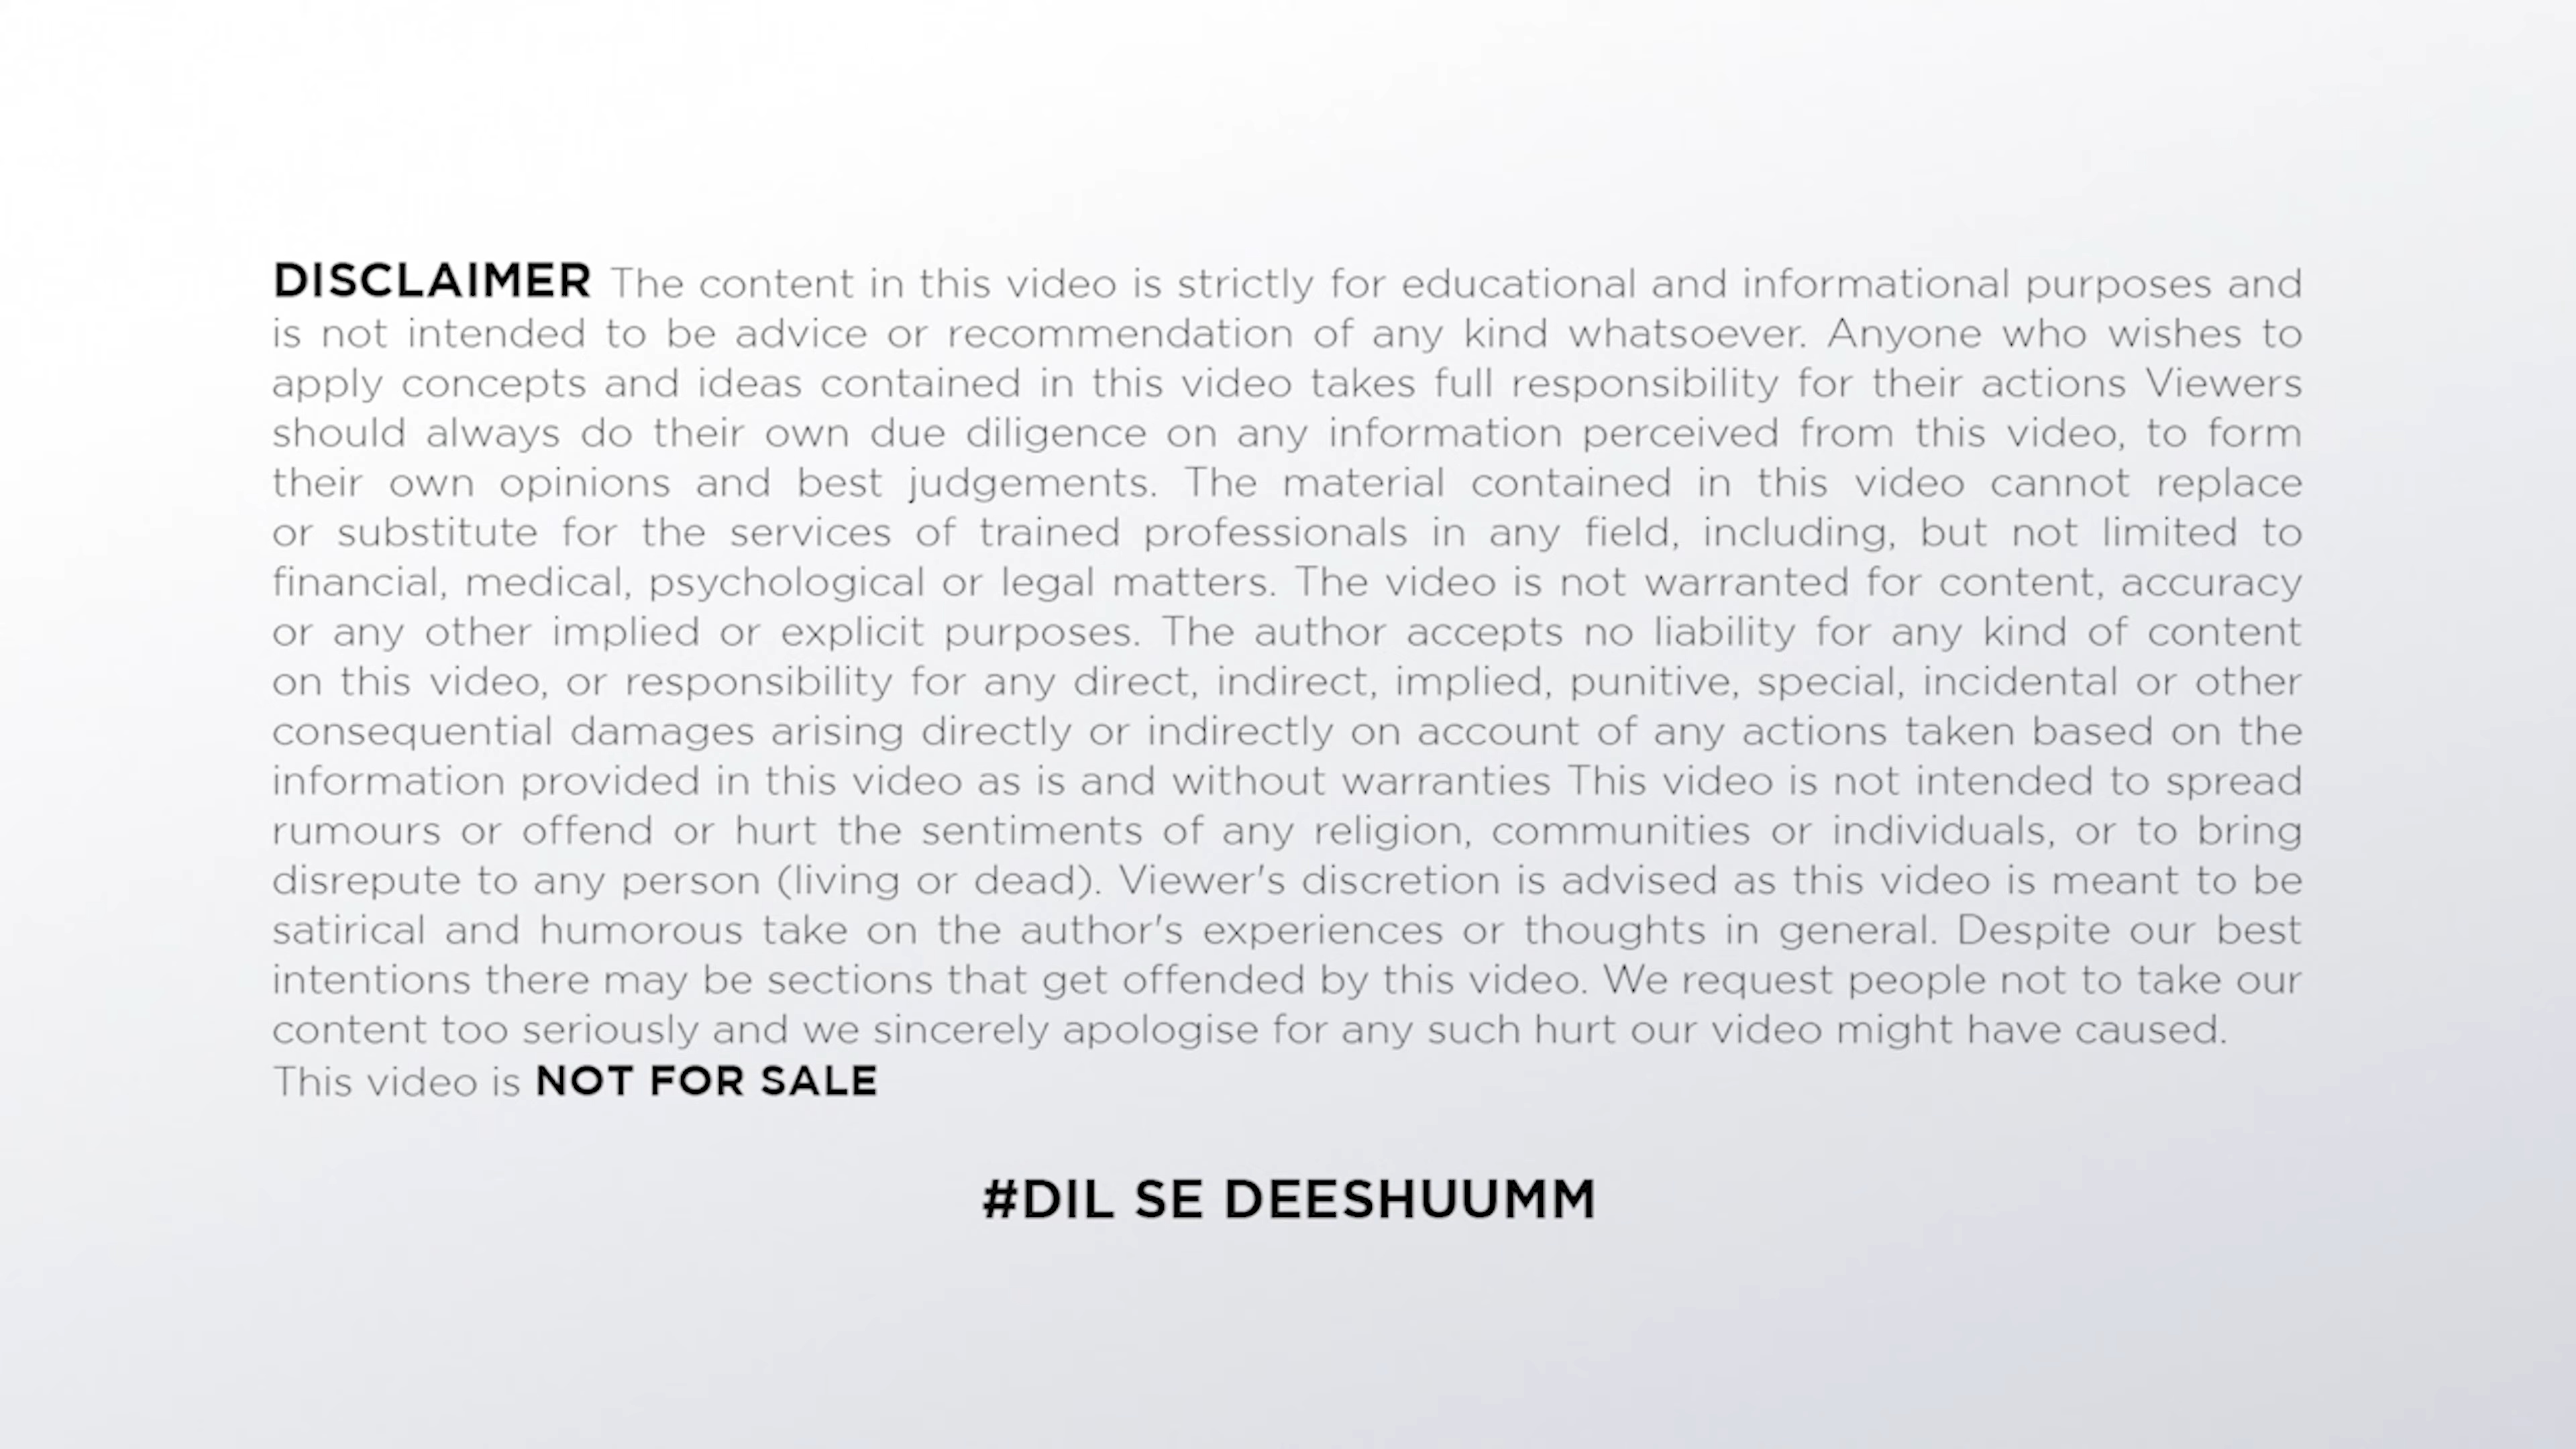 DISCLAIMER The content in this video is strictly for educational and informational purposes and
is not intended to be advice or recommendation of any kind whatsoever. Anyone who wishes to
apply concepts and ideas contained in this video takes full responsibility for their actions Viewers
should always do their own due diligence on any information perceived from this video, to form
their own opinions and best judgements. The material contained in this video cannot replace
or substitute for the services of trained professionals in any field, including, but not limited to
financial, medical, psychological or legal matters. The video is not warranted for content, accuracy
or any other implied or explicit purposes. The author accepts no liability for any kind of content
on this video, or responsibility for any direct, indirect, implied, punitive, special, incidental or other
consequential damages arising directly or indirectly on account of any actions taken based on the
information provided in this video as is and without warranties This video is not intended to spread
rumours or offend or hurt the sentiments of any religion, communities or individuals, or to bring
disrepute to any person (living or dead). Viewer's discretion is advised as this video is meant to be
satirical and humorous take on the author's experiences or thoughts in general. Despite our best
intentions there may be sections that get offended by this video. We request people not to take our
content too seriously and we sincerely apologise for any such hurt our video might have caused.
This video is NOT FOR SALE
#DIL SE DEESHUUMM